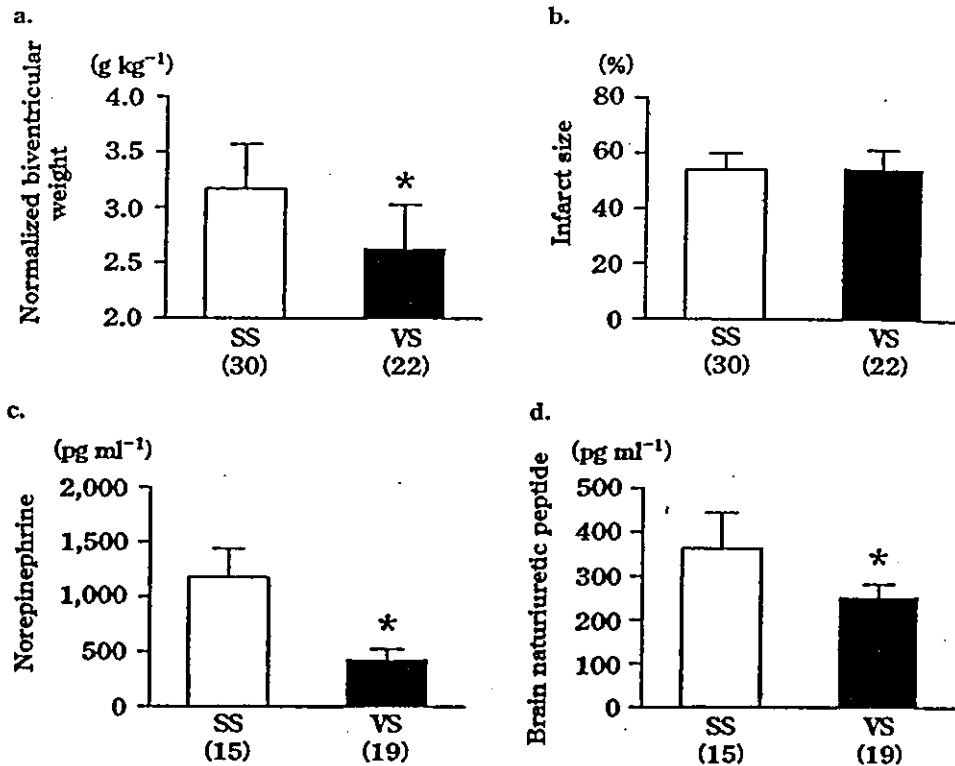 a.
(g kg⁻¹)
Normalized biventricular
weight
4.0
3.5
3.0
2.5
2.0
*
SS
(30)
VS
(22)
b.
(%)
Infarct size
80
60
40
20
0
SS
(30)
VS
(22)
c.
(pg ml⁻¹)
Norepinephrine
2,000
1,500
1,000
500
0
*
SS
(15)
VS
(19)
d.
(pg ml⁻¹)
Brain naturiuretic peptide
500
400
300
200
100
0
*
SS
(15)
VS
(19)